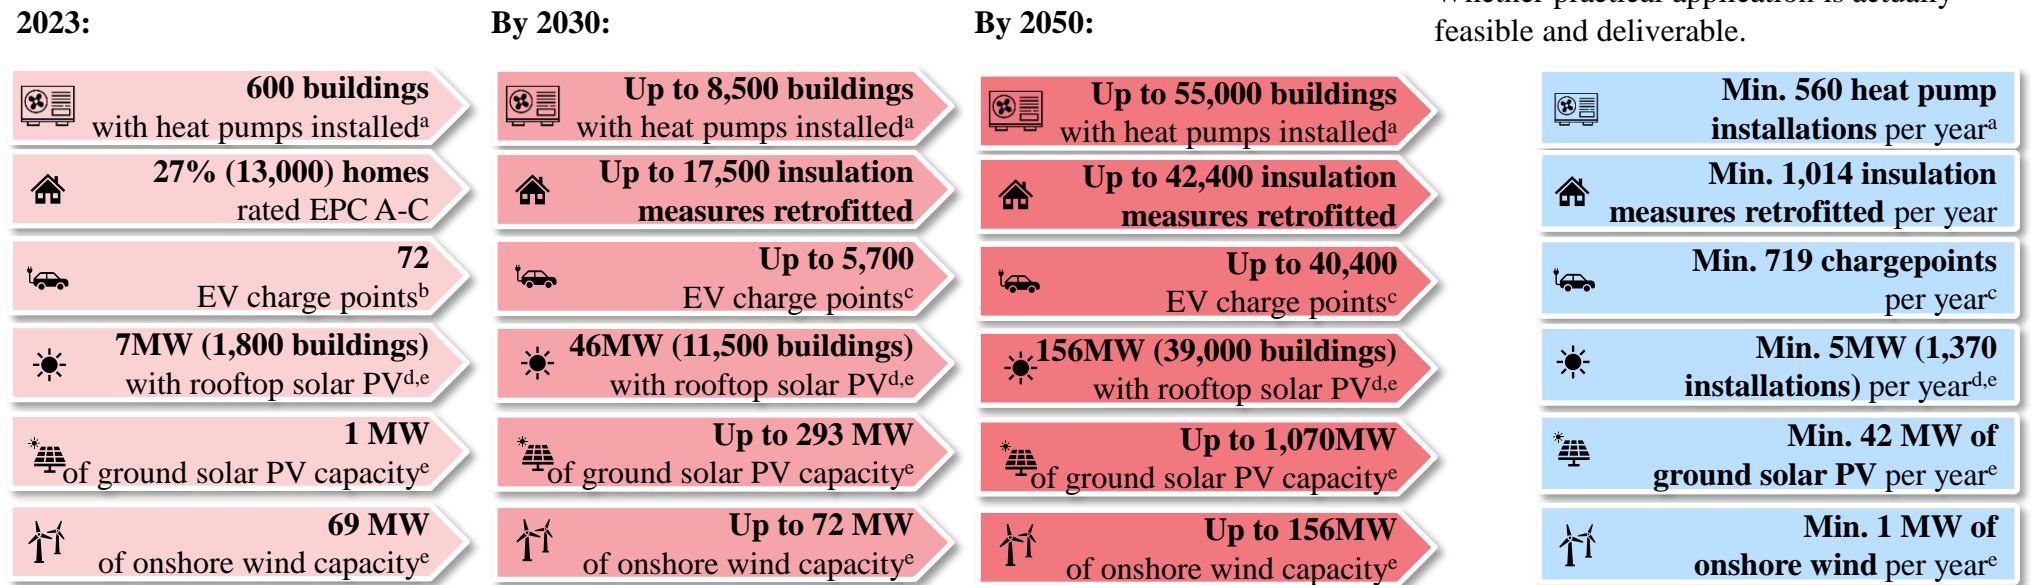 2023:
600 buildings
with heat pumps installedᵃ
27% (13,000) homes
rated EPC A-C
72
EV charge pointsᵇ
7MW (1,800 buildings)
with rooftop solar PVᵈ,ᵉ
1 MW
of ground solar PV capacityᵉ
69 MW
of onshore wind capacityᵉ
By 2030:
Up to 8,500 buildings
with heat pumps installedᵃ
Up to 17,500 insulation
measures retrofitted
Up to 5,700
EV charge pointsᶜ
46MW (11,500 buildings)
with rooftop solar PVᵈ,ᵉ
Up to 293 MW
of ground solar PV capacityᵉ
Up to 72 MW
of onshore wind capacityᵉ
By 2050:
Up to 55,000 buildings
with heat pumps installedᵃ
Up to 42,400 insulation
measures retrofitted
Up to 40,400
EV charge pointsᶜ
156MW (39,000 buildings)
with rooftop solar PVᵈ,ᵉ
Up to 1,070MW
of ground solar PV capacityᵉ
Up to 156MW
of onshore wind capacityᵉ
Whether practical application is actually
feasible and deliverable.
Min. 560 heat pump
installations per yearᵃ
Min. 1,014 insulation
measures retrofitted per year
Min. 719 chargepoints
per yearᶜ
Min. 5MW (1,370
installations) per yearᵈ,ᵉ
Min. 42 MW of
ground solar PV per yearᵉ
Min. 1 MW of
onshore wind per yearᵉ